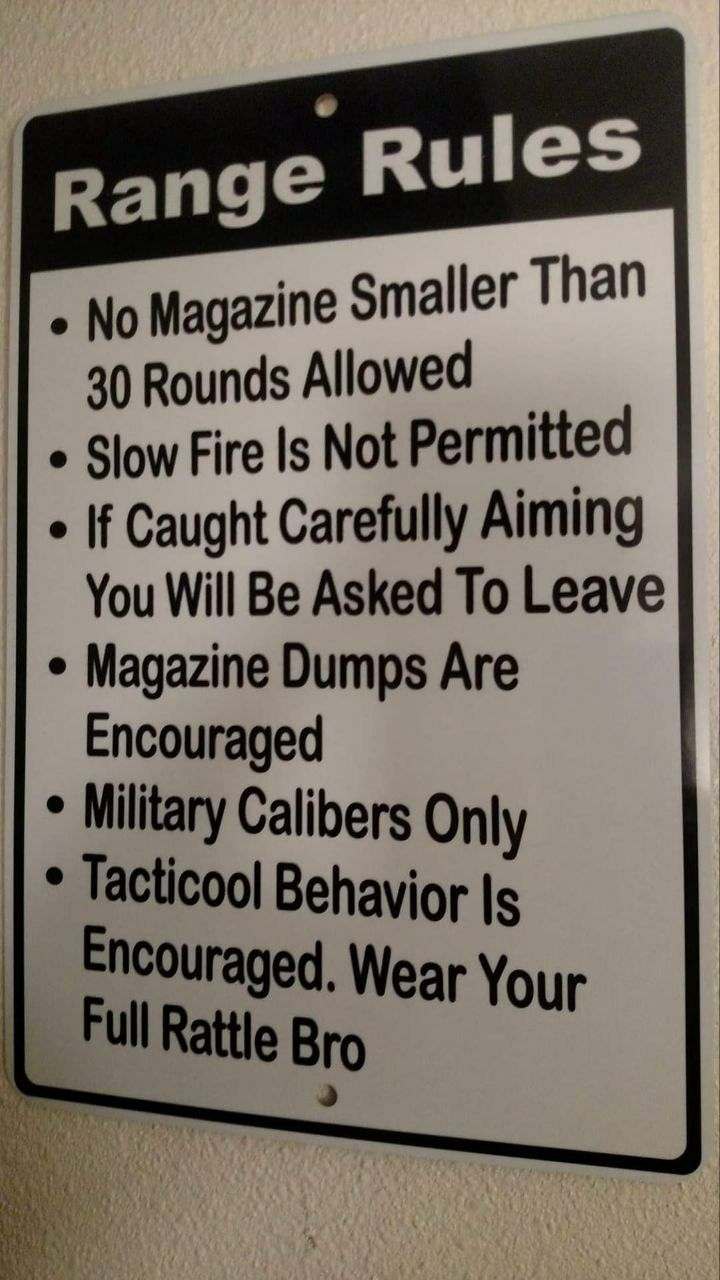 Range Rules
• No Magazine Smaller Than
30 Rounds Allowed
• Slow Fire Is Not Permitted
• If Caught Carefully Aiming
You Will Be Asked To Leave
• Magazine Dumps Are
Encouraged
• Military Calibers Only
• Tacticool Behavior Is
Encouraged. Wear Your
Full Rattle Bro